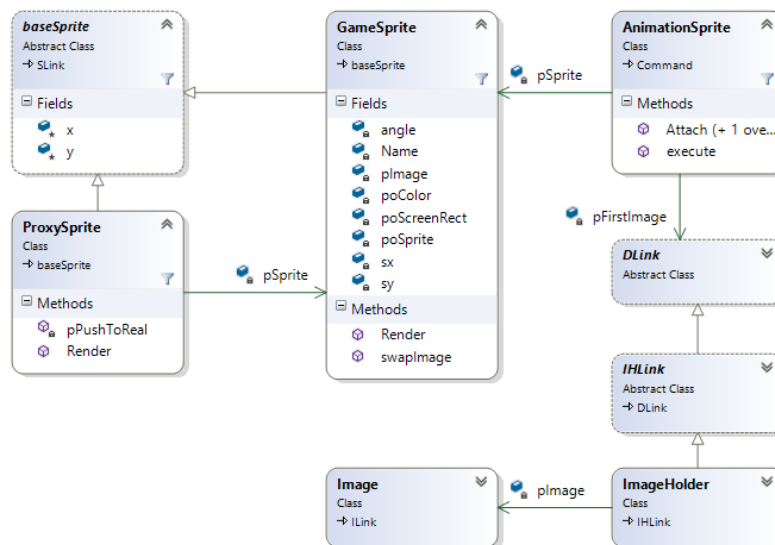 baseSprite
Abstract Class
SLink
Fields
x
y
GameSprite
Class
baseSprite
Fields
angle
Name
pImage
poColor
poScreenRect
poSprite
sx
sy
Methods
Render
swapImage
pSprite
AnimationSprite
Class
Command
Methods
Attach (+ 1 ove...
execute
ProxySprite
Class
baseSprite
Methods
pPushToReal
Render
pSprite
pFirstImage
DLink
Abstract Class
IHLink
Abstract Class
DLink
Image
Class
ILink
pImage
ImageHolder
Class
IHLink